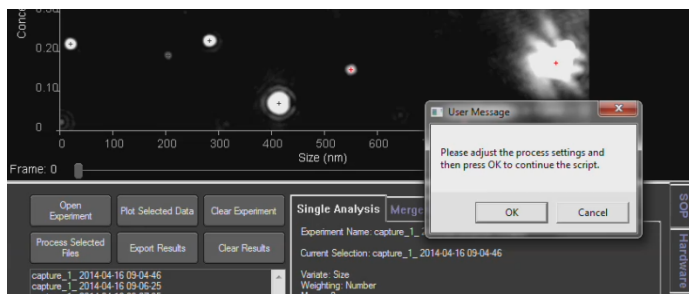 Conce
0.20
0.10
0
0 100 200 300 400 500 600
Size (nm)
Frame: 0
User Message
Please adjust the process settings and
then press OK to continue the script.
OK Cancel
Open
Experiment
Plot Selected Data
Clear Experiment
Process Selected
Files
Export Results
Clear Results
capture_1_ 2014-04-16 09-04-46
capture_1_ 2014-04-16 09-06-25
Single Analysis Merge
Experiment Name: cap
Current Selection: capture_1_ 2014-04-16 09-04-46
Variate: Size
Weighting: Number
SOP
Hardware